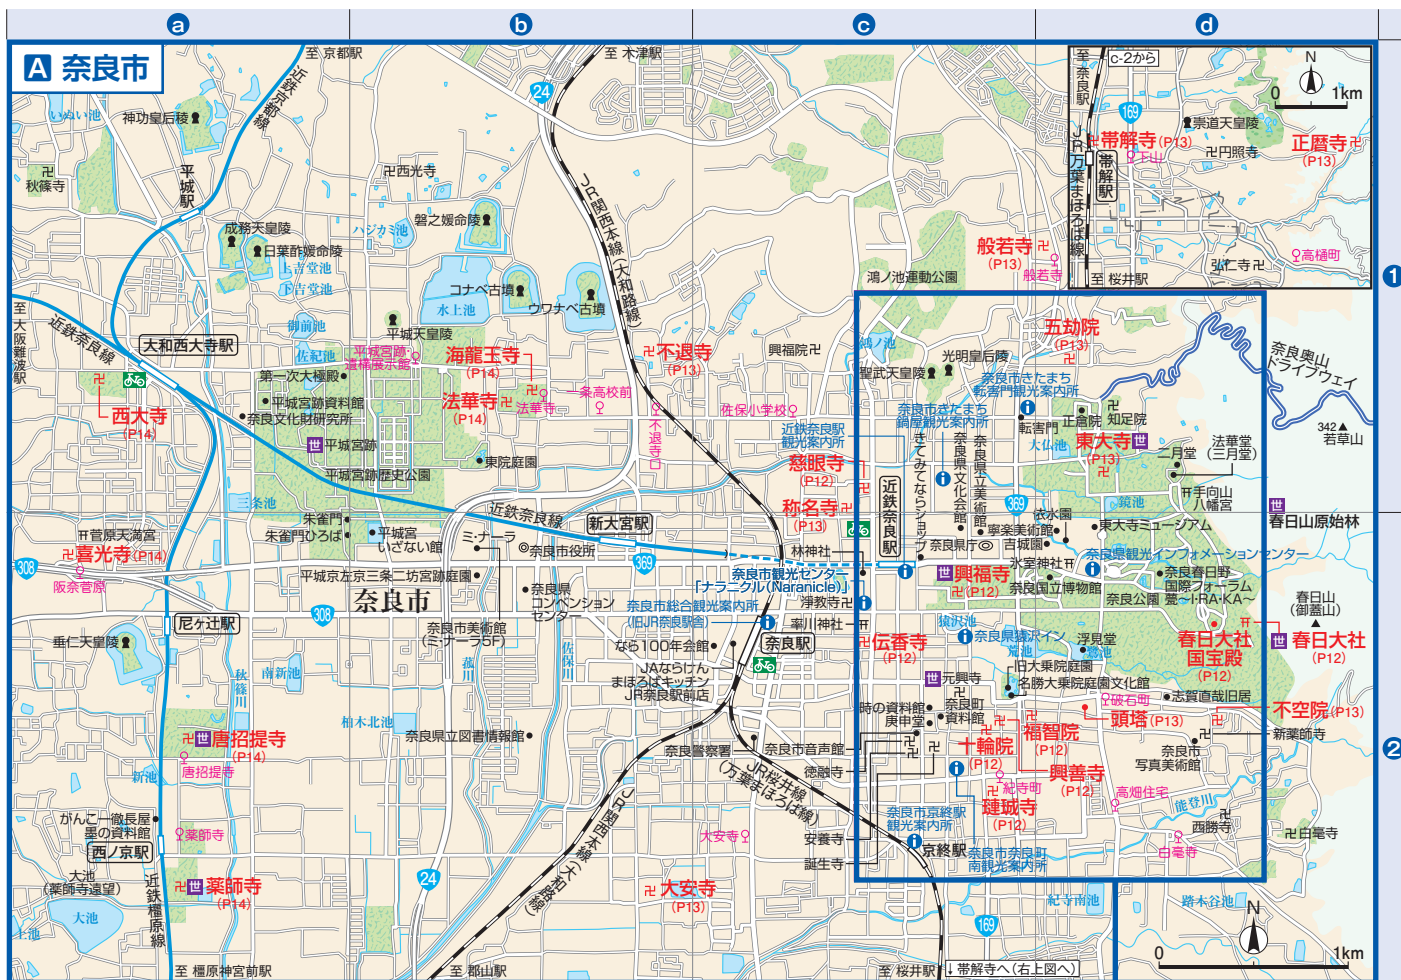 a
b
c
d
A 奈良市
1
2
至 京都駅
近鉄京都線
24
至 木津駅
いぬい池
神功皇后陵
秋篠寺
平城駅
西光寺
ハジカミ池
磐之媛命陵
成務天皇陵
日葉酢媛命陵
上吉堂池
下吉堂池
御前池
佐紀池
コナベ古墳
水上池
ウワナベ古墳
平城天皇陵
JR関西本線(大和路線)
至 大阪難波駅
近鉄奈良線
大和西大寺駅
平城宮跡・
遺構展示館
海龍王寺
(P14)
不退寺
(P13)
興福院
鴻ノ池運動公園
鴻ノ池
般若寺
(P13)
般若寺
c-2から
至 奈良駅
N
0
1km
169
崇道天皇陵
帯解寺(P13)
下山
円照寺
正暦寺
(P13)
帯解駅
JR万葉まほろば線
弘仁寺
高樋町
至 桜井駅
第一次大極殿
平城宮跡資料館
奈良文化財研究所
西大寺
(P14)
法華寺
(P14)
法華寺
一条高校前
不退寺口
佐保小学校
世
平城宮跡
平城宮跡歴史公園
東院庭園
三条池
五劫院
(P13)
光明皇后陵
聖武天皇陵
奈良市きたまち
転害門観光案内所
奈良市きたまち
鍋屋観光案内所
近鉄奈良駅
観光案内所
転害門
正倉院
知足院
大仏池
東大寺
(P13)
世
二月堂
法華堂
(三月堂)
手向山
八幡宮
鏡池
奈良奥山
ドライブウェイ
342
若草山
世
春日山原始林
慈眼寺
(P12)
称名寺
(P13)
近鉄奈良駅
きてみてならショップ
奈良県文化会館
奈良県立美術館
369
依水園
寧楽美術館
吉城園
奈良県庁
東大寺ミュージアム
奈良県観光インフォメーションセンター
氷室神社
奈良国立博物館
奈良春日野
国際フォーラム
甍~I・RA・KA~
奈良公園
菅原天満宮
喜光寺(P14)
阪奈菅原
308
朱雀門
朱雀門ひろば
平城宮
いざない館
ミ・ナーラ
奈良市役所
近鉄奈良線
新大宮駅
369
平城京左京三条二坊宮跡庭園
奈良市
308
奈良県
コンベンション
センター
奈良市観光センター
「ナラニクル(Naranicle)」
林神社
浄教寺
率川神社
世
興福寺
(P12)
猿沢池
奈良県猿沢イン
荒池
浮見堂
鷺池
春日山
(御蓋山)
世
春日大社
(P12)
春日大社
国宝殿
(P12)
尼ヶ辻駅
垂仁天皇陵
奈良市美術館
(ミ・ナーラ5F)
奈良市総合観光案内所
(旧JR奈良駅舎)
奈良駅
なら100年会館
JAならけん
まほろばキッチン
JR奈良駅前店
伝香寺
(P12)
世
元興寺
旧大乗院庭園
名勝大乗院庭園文化館
破石町
志賀直哉旧居
時の資料館
庚申堂
奈良町
資料館
頭塔(P13)
不空院(P13)
新薬師寺
南新池
秋篠川
菰川
佐保川
柏木北池
奈良県立図書情報館
奈良警察署
奈良市音声館
徳融寺
十輪院
(P12)
福智院
(P12)
興善寺
(P12)
奈良市
写真美術館
世
唐招提寺
(P14)
唐招提寺
新池
がんこ一徹長屋
墨の資料館
西ノ京駅
薬師寺
大池
(薬師寺遠望)
大池
上池
世
薬師寺
(P14)
近鉄橿原線
至 橿原神宮前駅
24
JR関西本線(大和路線)
至 郡山駅
JR桜井線
(万葉まほろば線)
大安寺
大安寺
(P13)
紀寺町
璉城寺
(P12)
高畑住宅
能登川
西勝寺
白毫寺
白毫寺
安養寺
誕生寺
奈良市京終駅
観光案内所
京終駅
奈良市奈良町
南観光案内所
紀寺南池
踏木谷池
169
至 桜井駅
↓帯解寺へ(右上図へ)
N
0
1km